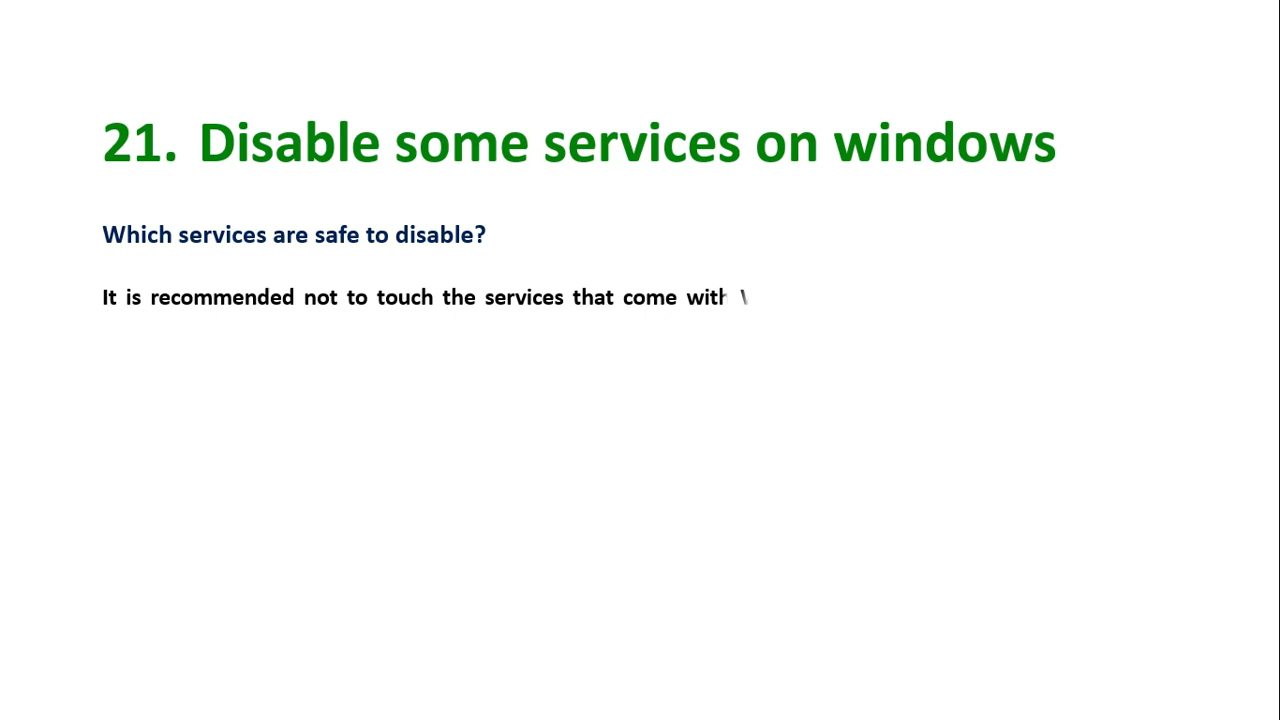 21. Disable some services on windows
Which services are safe to disable?
It is recommended not to touch the services that come with